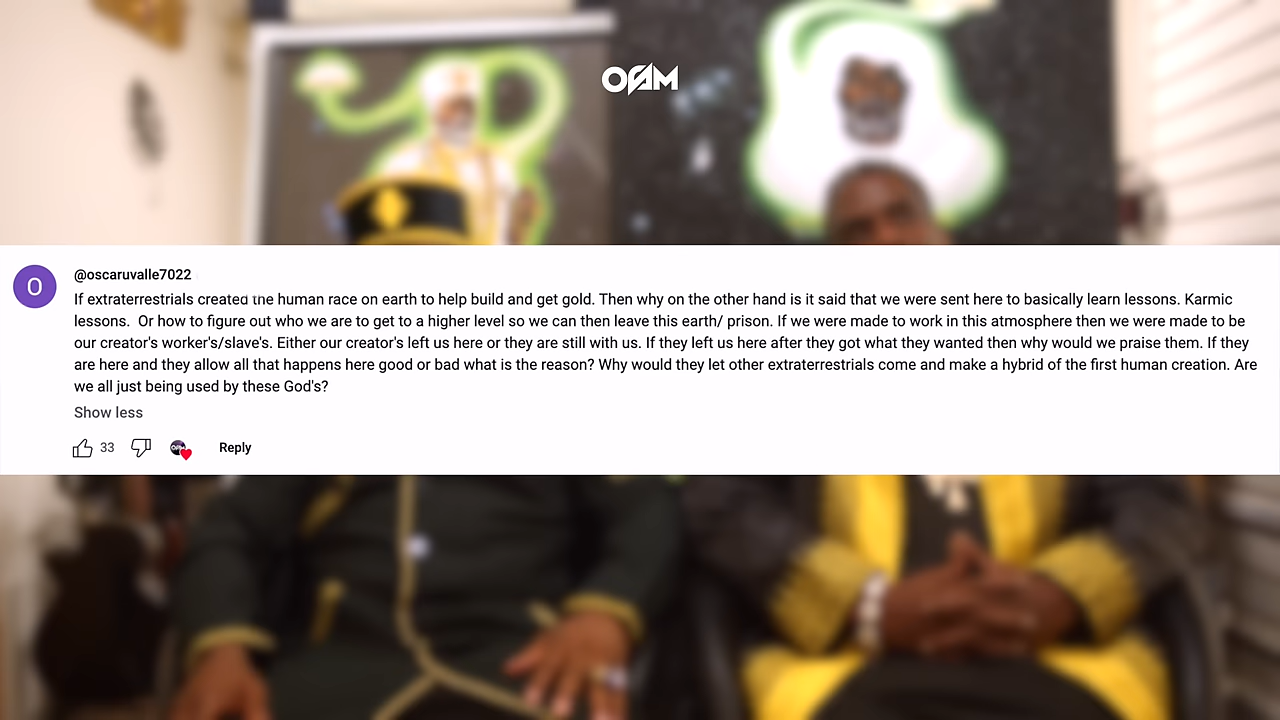 OFM
O
@oscaruvalle7022
If extraterrestrials created the human race on earth to help build and get gold. Then why on the other hand is it said that we were sent here to basically learn lessons. Karmic
lessons.  Or how to figure out who we are to get to a higher level so we can then leave this earth/ prison. If we were made to work in this atmosphere then we were made to be
our creator's worker's/slave's. Either our creator's left us here or they are still with us. If they left us here after they got what they wanted then why would we praise them. If they
are here and they allow all that happens here good or bad what is the reason? Why would they let other extraterrestrials come and make a hybrid of the first human creation. Are
we all just being used by these God's?
Show less
33 Reply